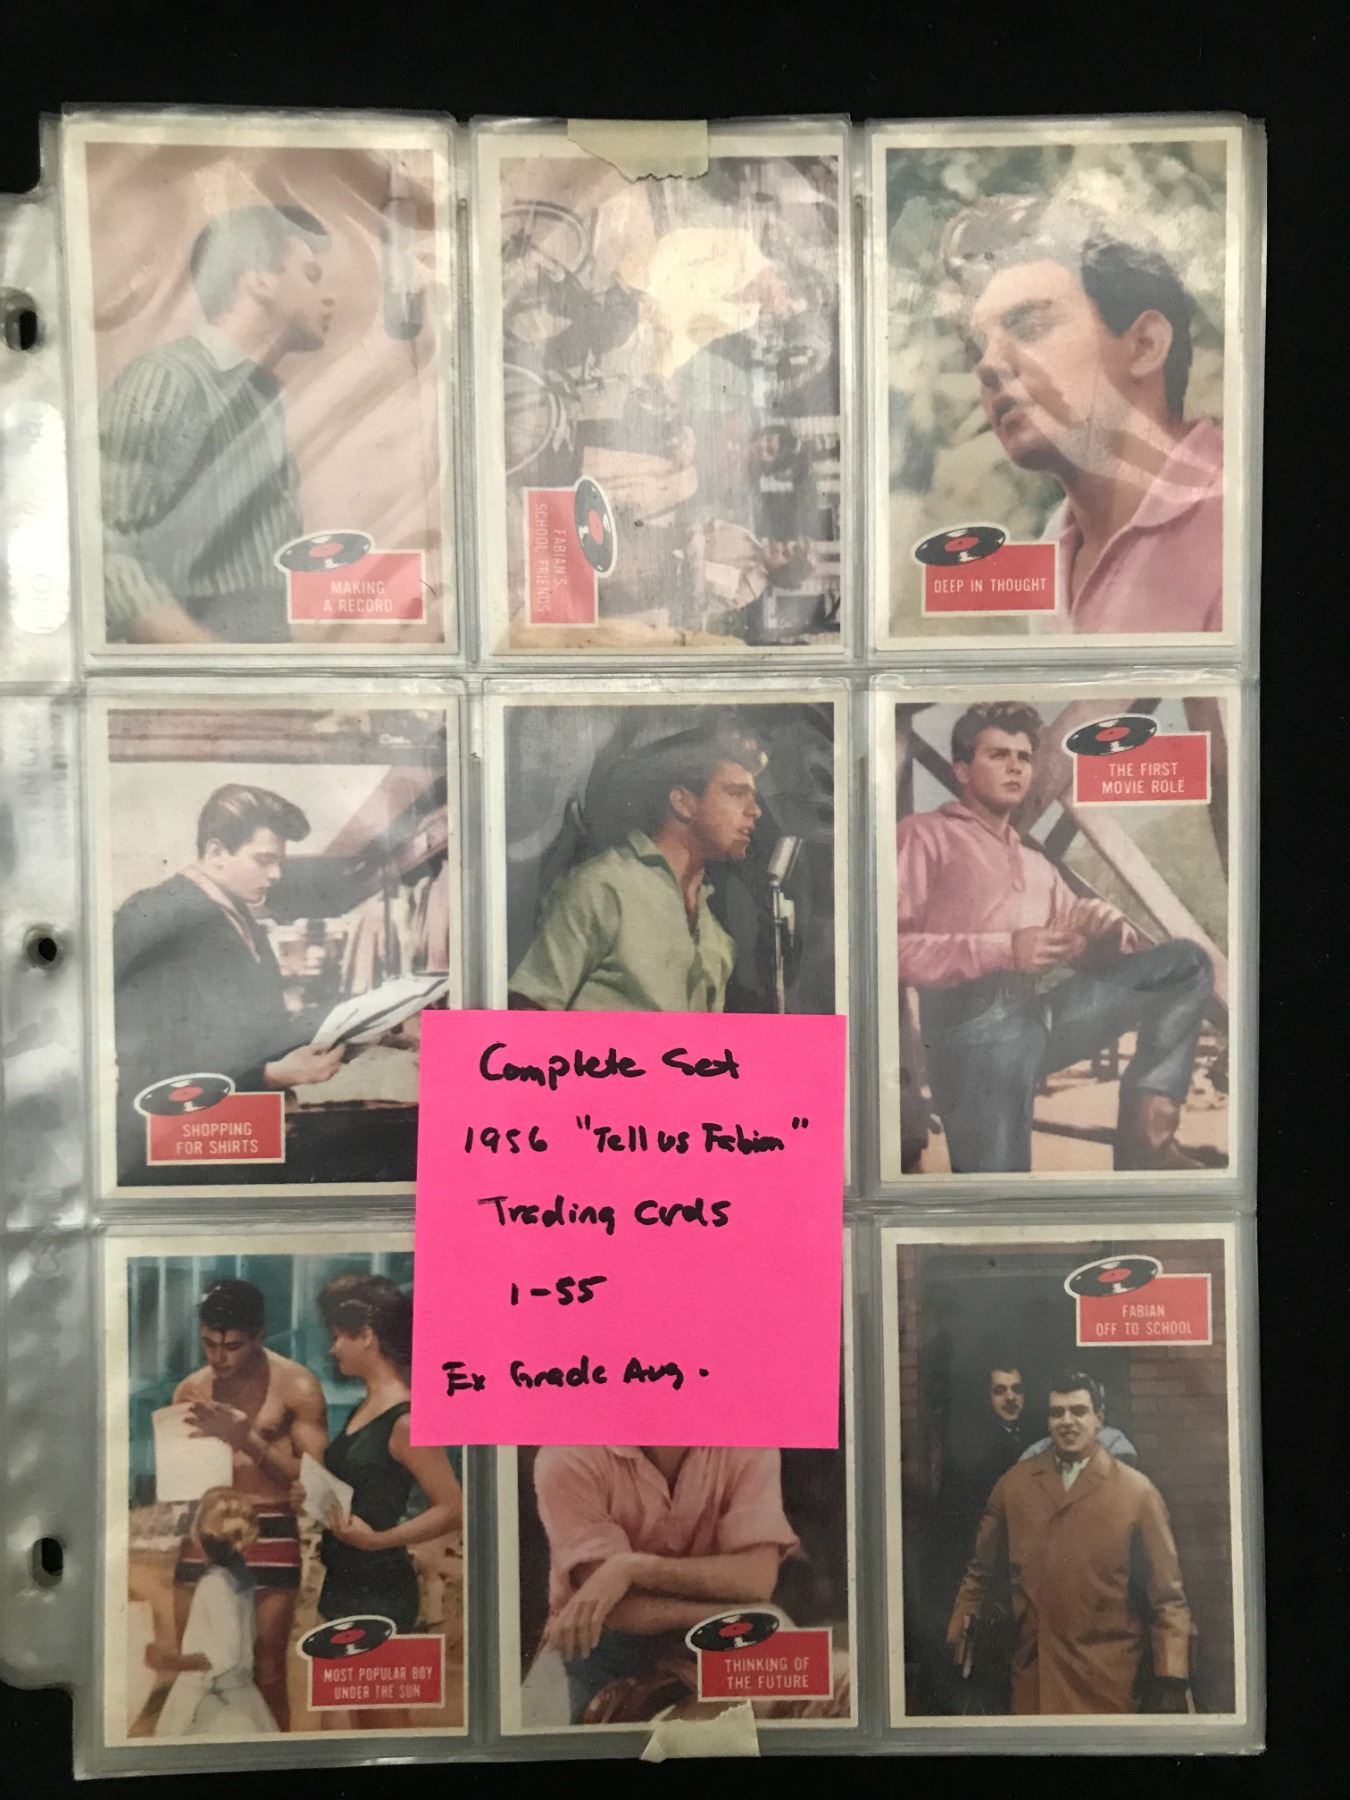 MAKING
A RECORD
FABIAN'S
SCHOOL FRIENDS
DEEP IN THOUGHT
SHOPPING
FOR SHIRTS
THE FIRST
MOVIE ROLE
Complete Set
1956 "Tell us Fabian"
Trading Crds
1-55
Ex Grade Avg.
MOST POPULAR BOY
UNDER THE SUN
THINKING OF
THE FUTURE
FABIAN
OFF TO SCHOOL